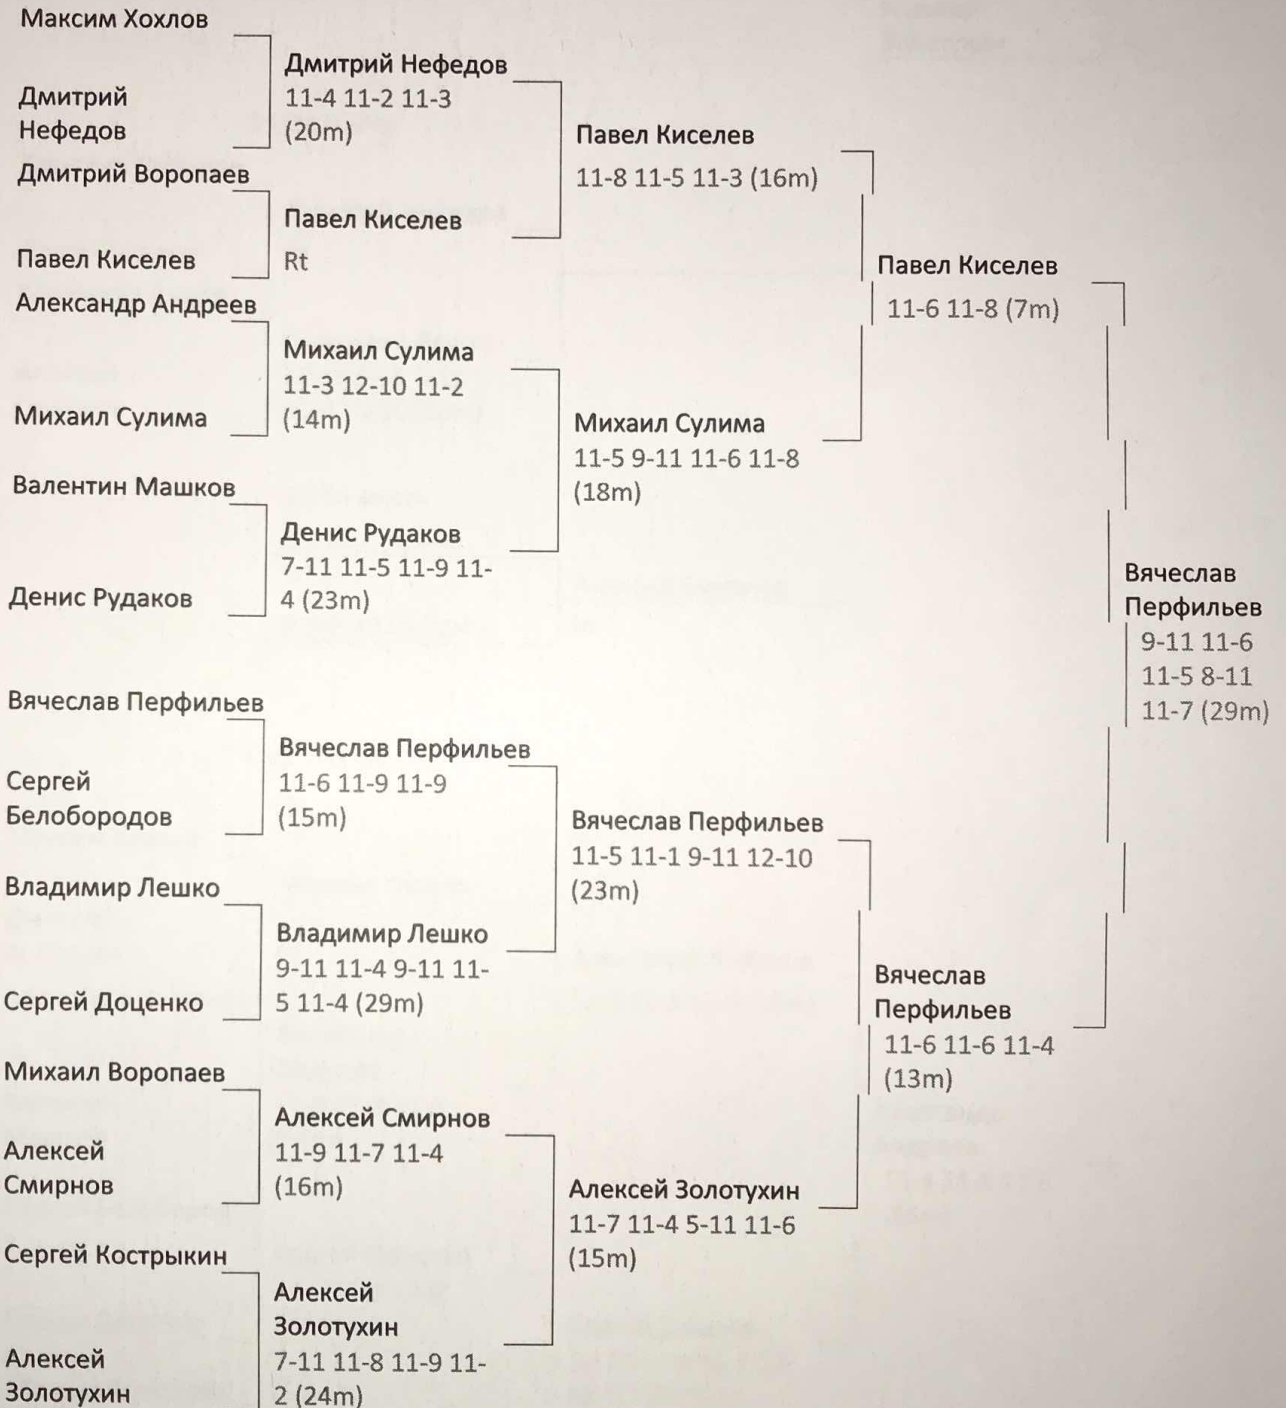 Максим Хохлов
Дмитрий
Нефедов
Дмитрий Нефедов
11-4 11-2 11-3
(20m)
Дмитрий Воропаев
Павел Киселев
Павел Киселев
Rt
Павел Киселев
11-8 11-5 11-3 (16m)
Александр Андреев
Михаил Сулима
Михаил Сулима
11-3 12-10 11-2
(14m)
Валентин Машков
Денис Рудаков
Денис Рудаков
7-11 11-5 11-9 11-
4 (23m)
Михаил Сулима
11-5 9-11 11-6 11-8
(18m)
Павел Киселев
11-6 11-8 (7m)
Вячеслав Перфильев
Сергей
Белобородов
Вячеслав Перфильев
11-6 11-9 11-9
(15m)
Владимир Лешко
Сергей Доценко
Владимир Лешко
9-11 11-4 9-11 11-
5 11-4 (29m)
Вячеслав Перфильев
11-5 11-1 9-11 12-10
(23m)
Михаил Воропаев
Алексей
Смирнов
Алексей Смирнов
11-9 11-7 11-4
(16m)
Сергей Кострыкин
Алексей
Золотухин
Алексей
Золотухин
7-11 11-8 11-9 11-
2 (24m)
Алексей Золотухин
11-7 11-4 5-11 11-6
(15m)
Вячеслав
Перфильев
11-6 11-6 11-4
(13m)
Вячеслав
Перфильев
9-11 11-6
11-5 8-11
11-7 (29m)